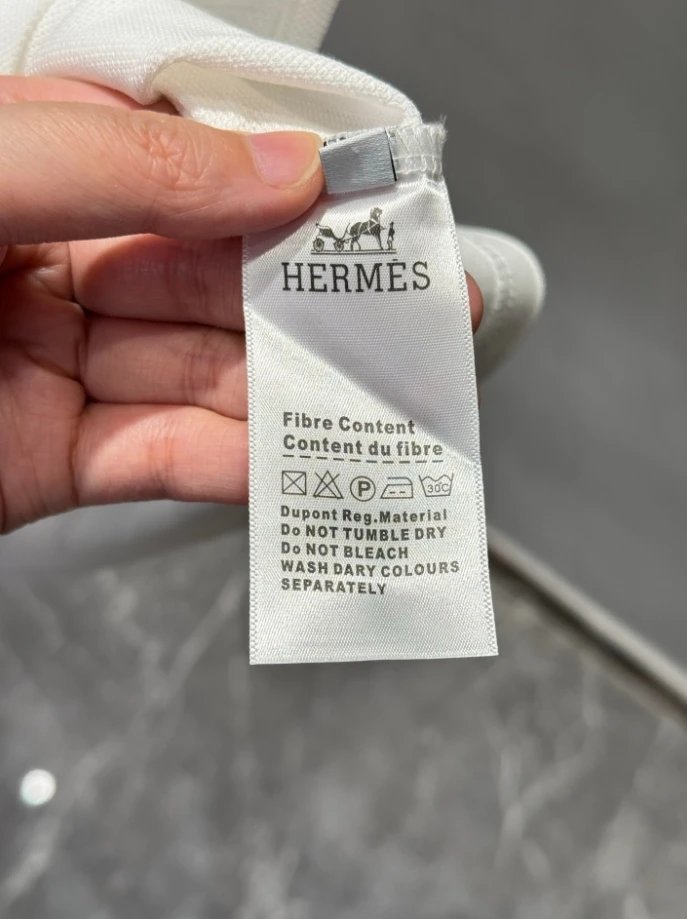 HERMÈS
Fibre Content
Content du fibre
P
30C
Dupont Reg.Material
Do NOT TUMBLE DRY
Do NOT BLEACH
WASH DARY COLOURS
SEPARATELY